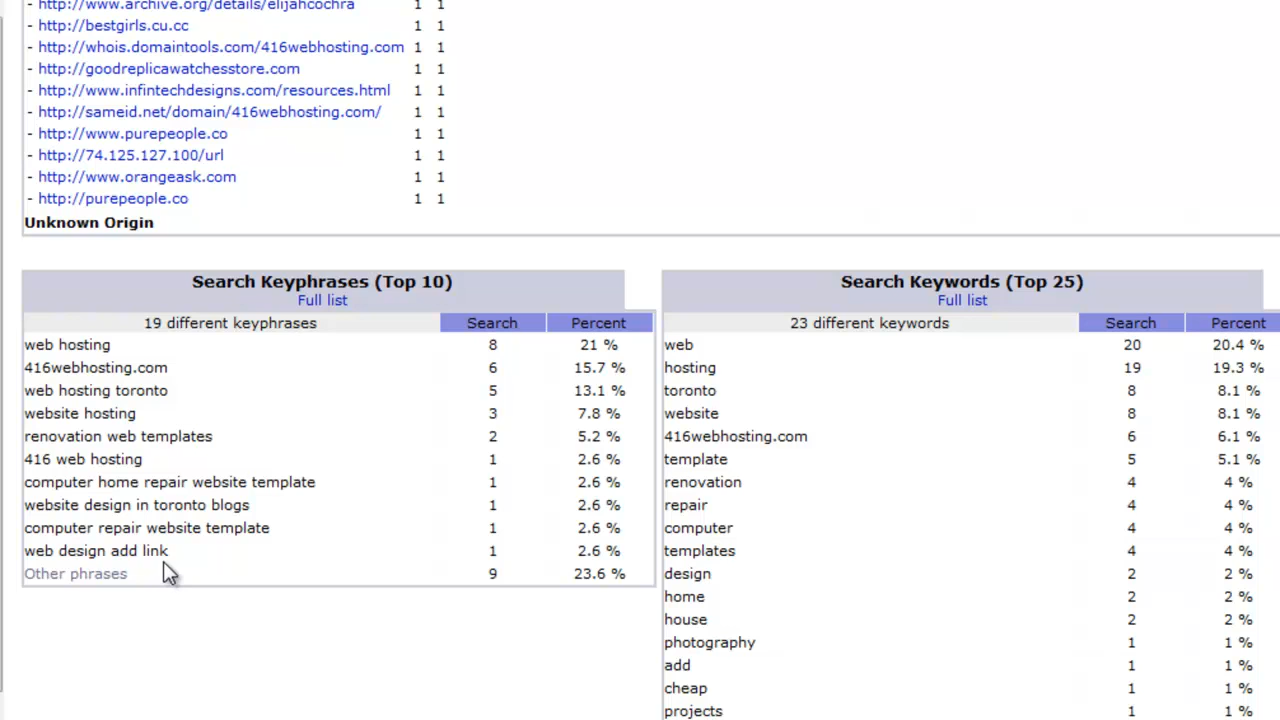 - http://www.archive.org/details/elijahcochra 1 1
- http://bestgirls.cu.cc 1 1
- http://whois.domaintools.com/416webhosting.com 1 1
- http://goodreplicawatchesstore.com 1 1
- http://www.infintechdesigns.com/resources.html 1 1
- http://sameid.net/domain/416webhosting.com/ 1 1
- http://www.purepeople.co 1 1
- http://74.125.127.100/url 1 1
- http://www.orangeask.com 1 1
- http://purepeople.co 1 1
Unknown Origin
Search Keyphrases (Top 10)
Full list
19 different keyphrases Search Percent
web hosting 8 21 %
416webhosting.com 6 15.7 %
web hosting toronto 5 13.1 %
website hosting 3 7.8 %
renovation web templates 2 5.2 %
416 web hosting 1 2.6 %
computer home repair website template 1 2.6 %
website design in toronto blogs 1 2.6 %
computer repair website template 1 2.6 %
web design add link 1 2.6 %
Other phrases 9 23.6 %
Search Keywords (Top 25)
Full list
23 different keywords Search Percent
web 20 20.4 %
hosting 19 19.3 %
toronto 8 8.1 %
website 8 8.1 %
416webhosting.com 6 6.1 %
template 5 5.1 %
renovation 4 4 %
repair 4 4 %
computer 4 4 %
templates 4 4 %
design 2 2 %
home 2 2 %
house 2 2 %
photography 1 1 %
add 1 1 %
cheap 1 1 %
projects 1 1 %